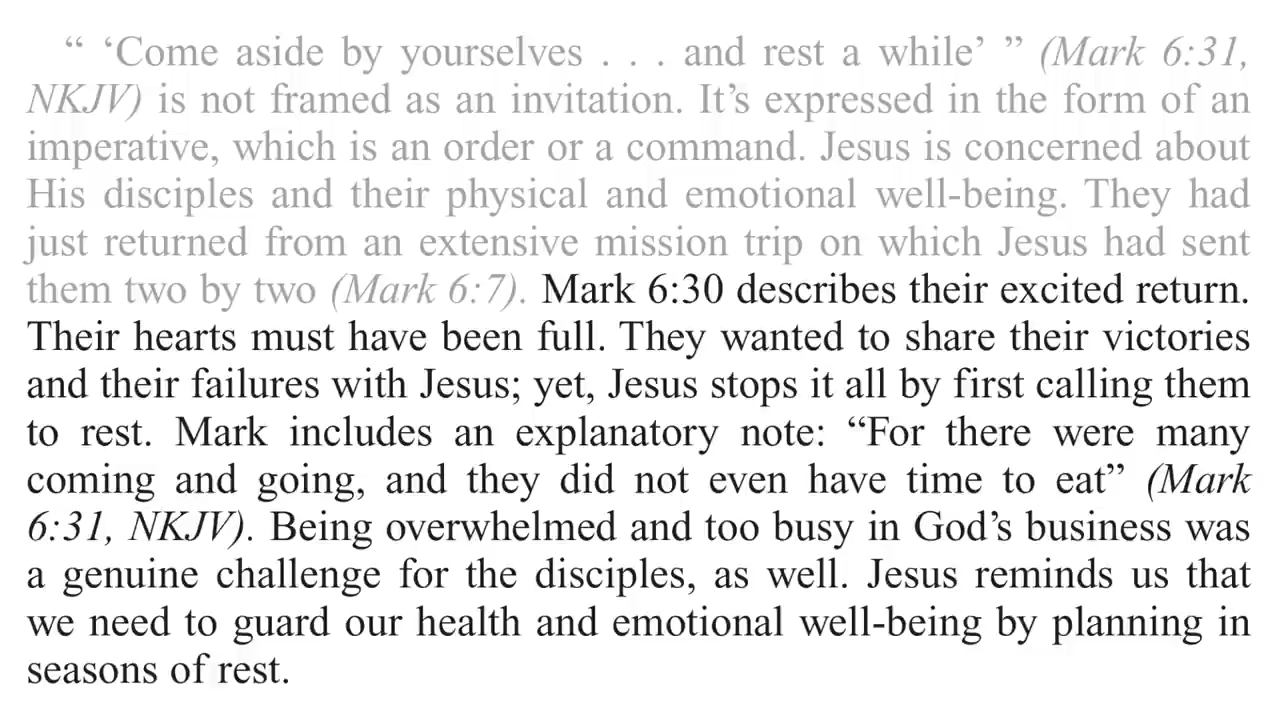 “ ‘Come aside by yourselves . . . and rest a while’ ” (Mark 6:31,
NKJV) is not framed as an invitation. It’s expressed in the form of an
imperative, which is an order or a command. Jesus is concerned about
His disciples and their physical and emotional well-being. They had
just returned from an extensive mission trip on which Jesus had sent
them two by two (Mark 6:7). Mark 6:30 describes their excited return.
Their hearts must have been full. They wanted to share their victories
and their failures with Jesus; yet, Jesus stops it all by first calling them
to rest. Mark includes an explanatory note: “For there were many
coming and going, and they did not even have time to eat” (Mark
6:31, NKJV). Being overwhelmed and too busy in God’s business was
a genuine challenge for the disciples, as well. Jesus reminds us that
we need to guard our health and emotional well-being by planning in
seasons of rest.